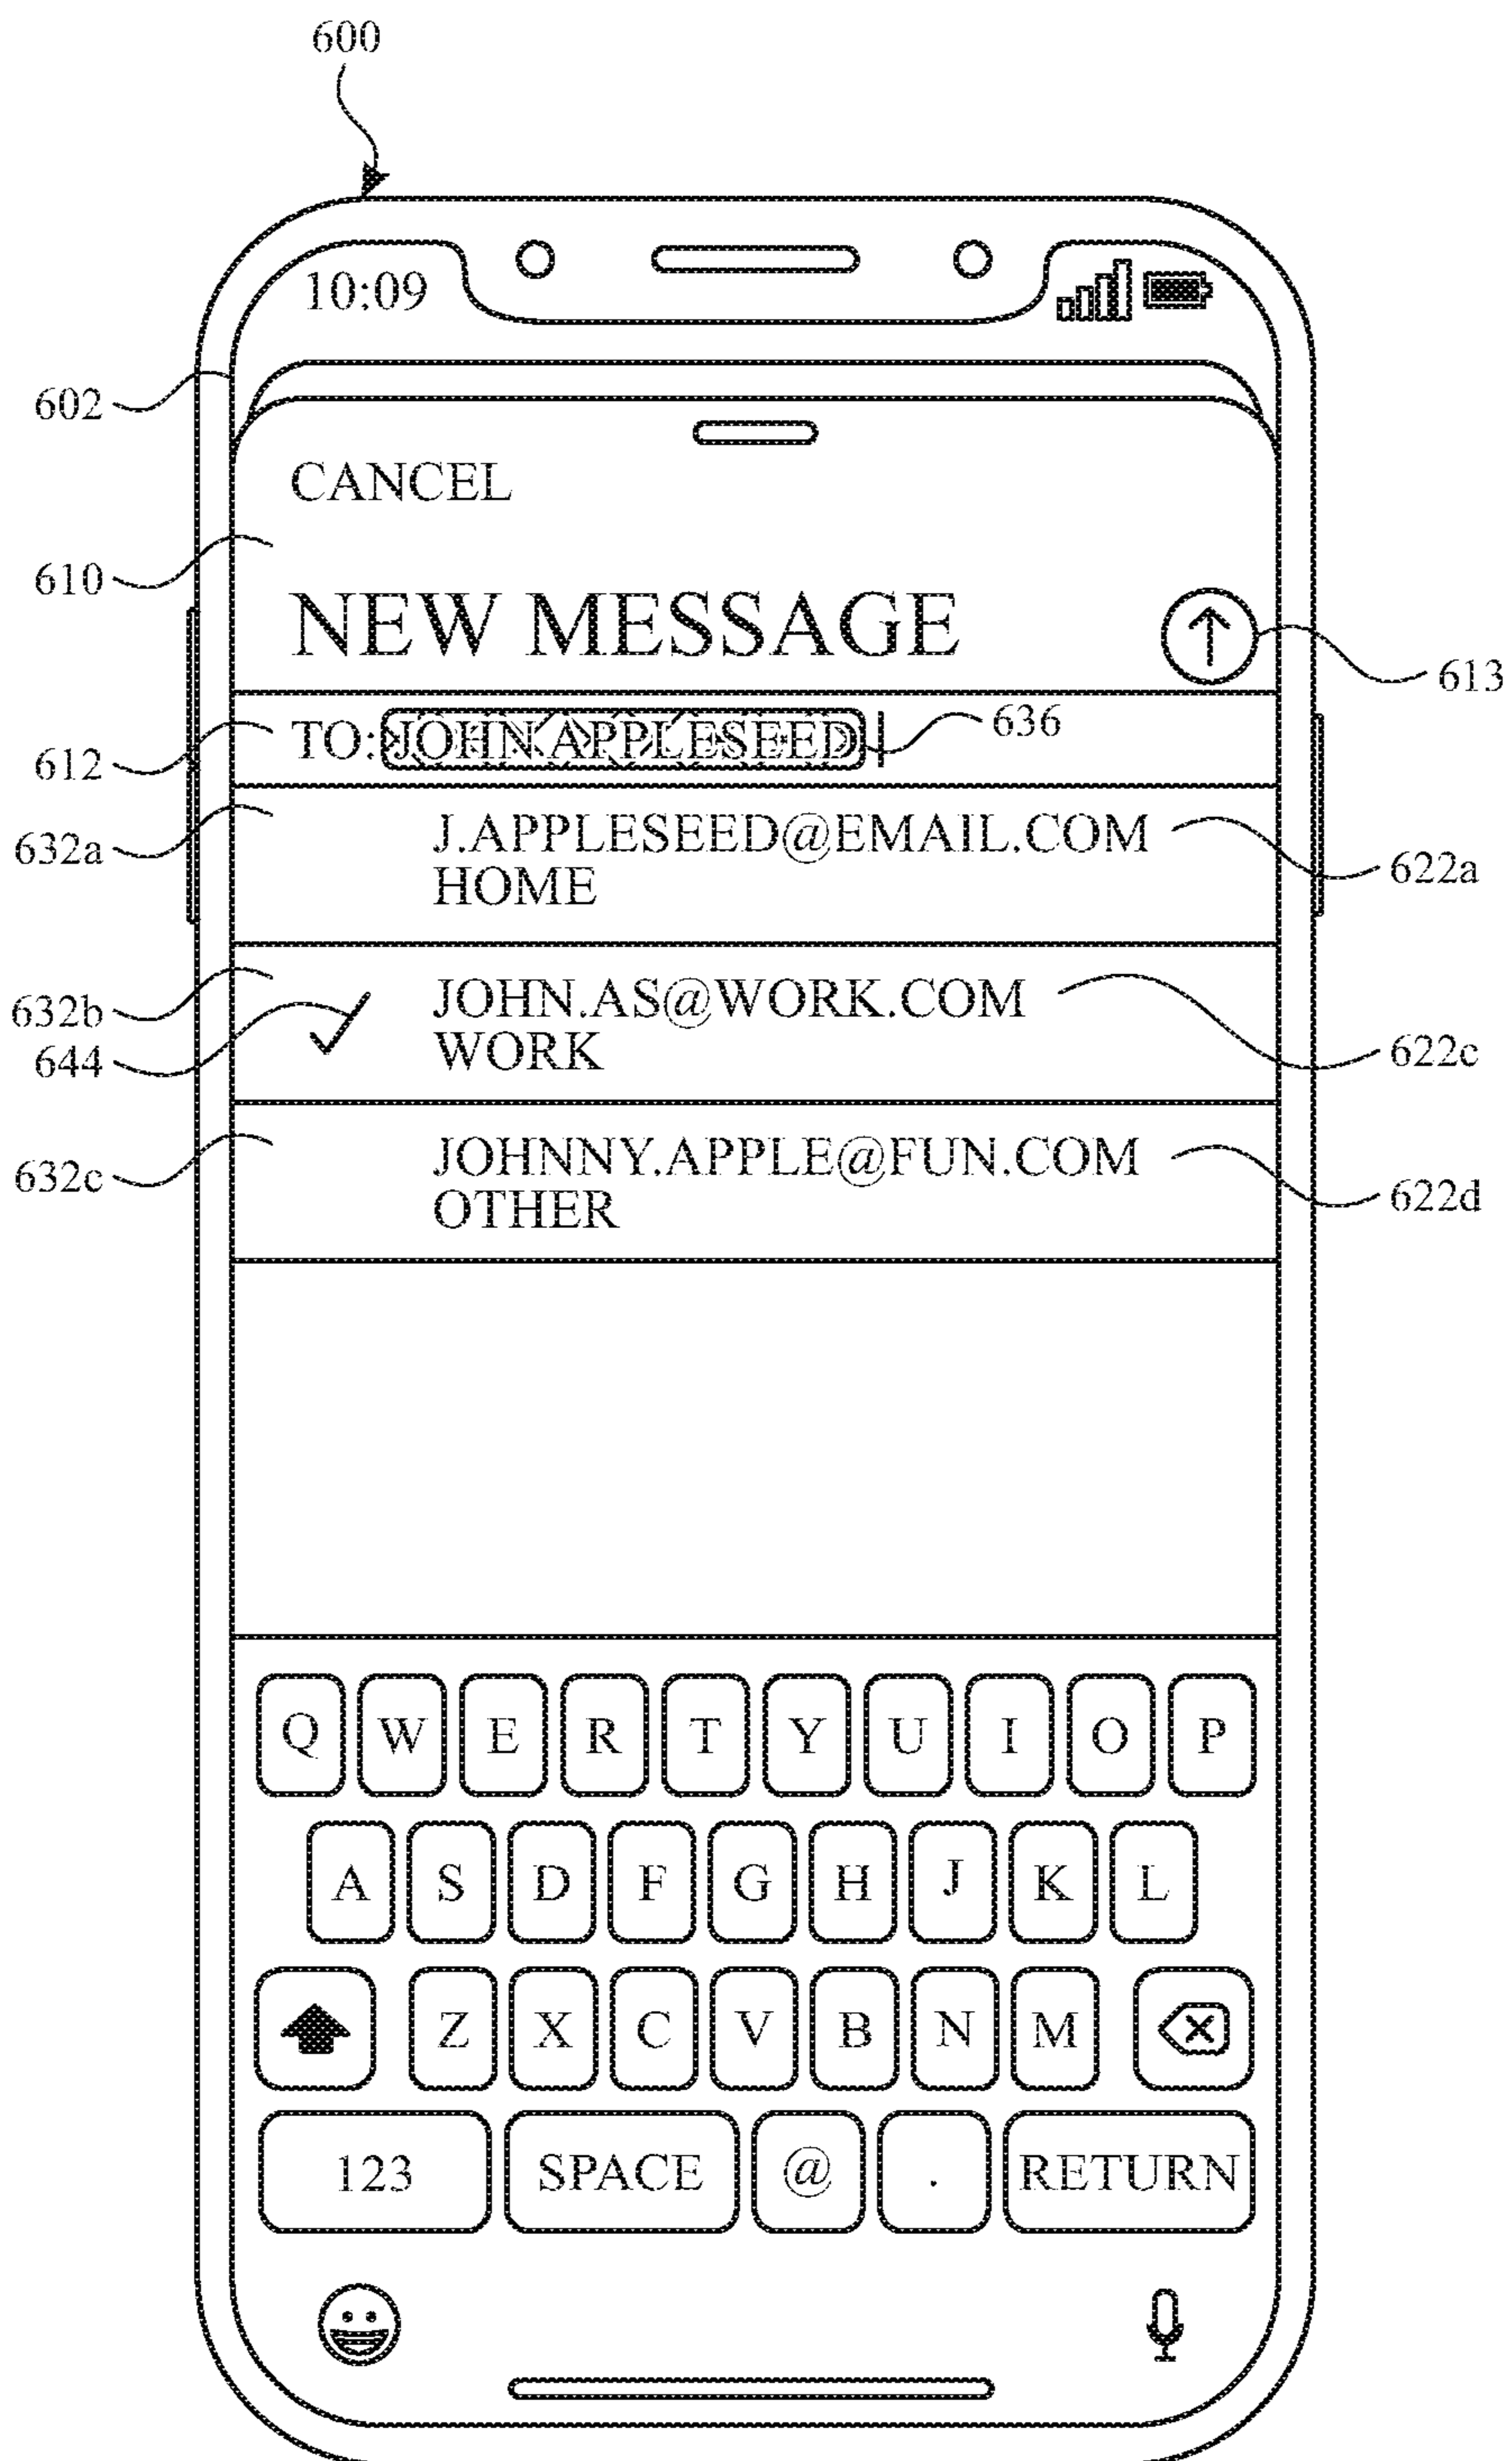 600
10:09
602
CANCEL
610
NEW MESSAGE
613
612
TO: JOHN APPLESEED
636
632a
J.APPLESEED@EMAIL.COM
622a
HOME
632b
JOHN.AS@WORK.COM
644
WORK
622c
632c
JOHNNY.APPLE@FUN.COM
622d
OTHER
Q W E R T Y U I O P
A S D F G H J K L
Z X C V B N M
123 SPACE @ . RETURN